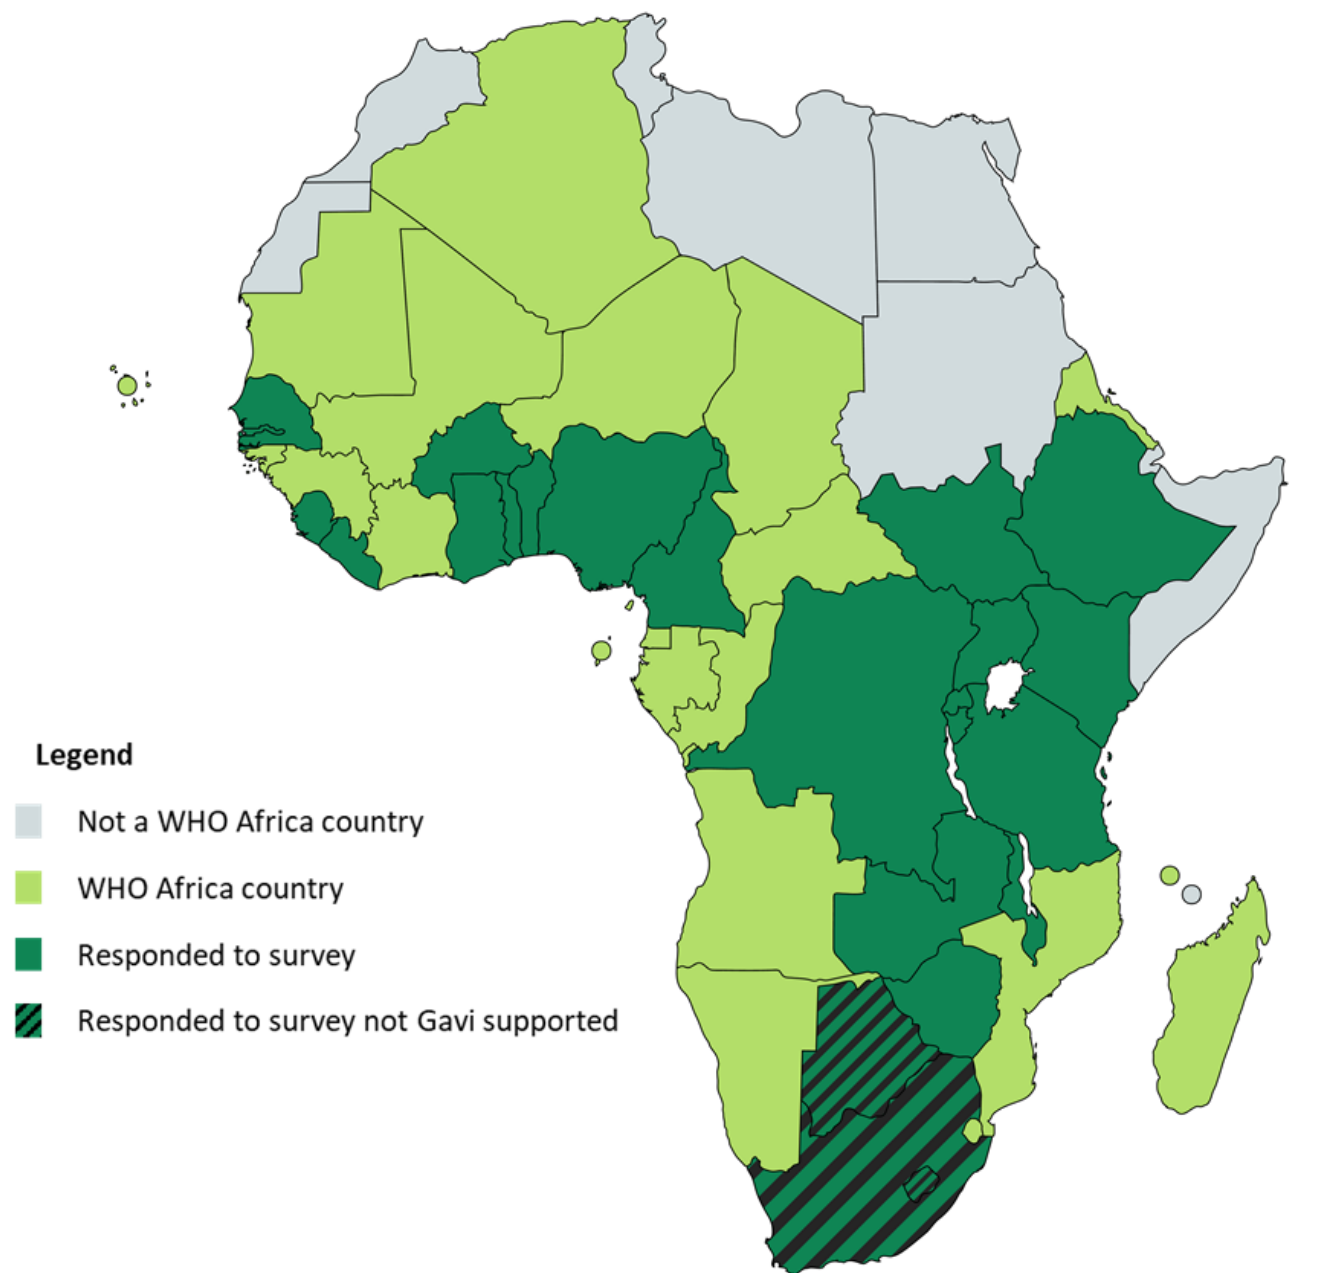 Legend
Not a WHO Africa country
WHO Africa country
Responded to survey
Responded to survey not Gavi supported